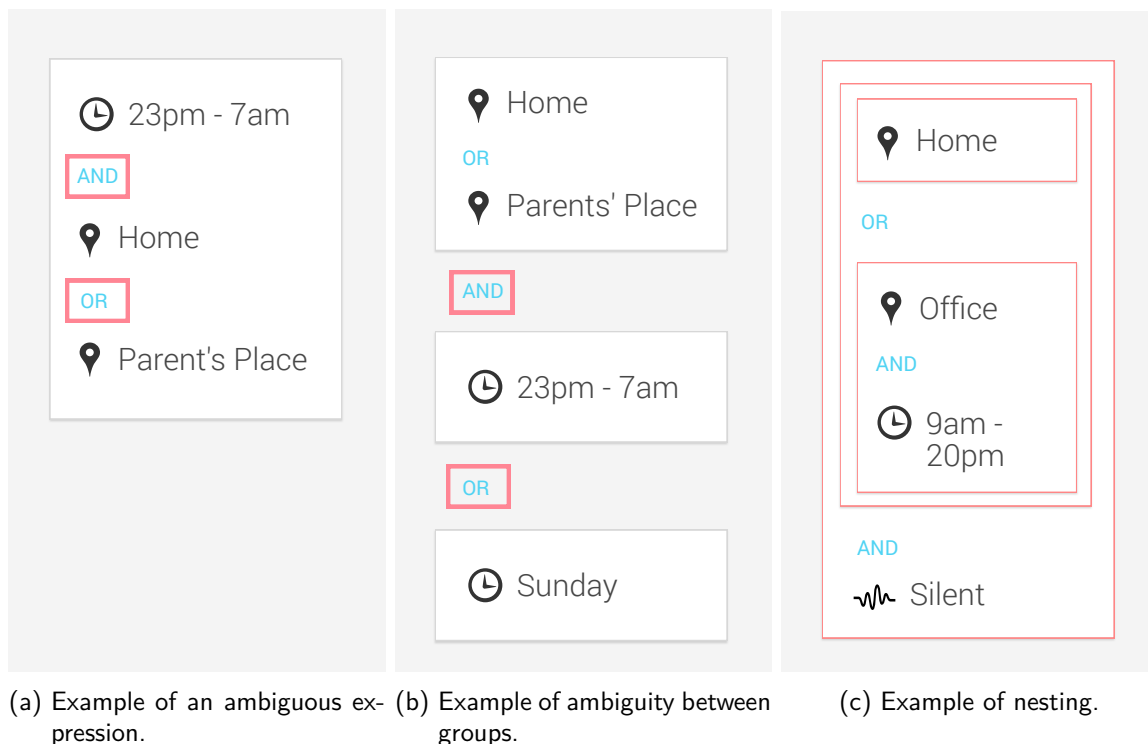 23pm - 7am
AND
Home
OR
Parent's Place
Home
OR
Parents' Place
AND
23pm - 7am
OR
Sunday
Home
OR
Office
AND
9am -
20pm
AND
Silent
(a) Example of an ambiguous ex-
pression.
(b) Example of ambiguity between
groups.
(c) Example of nesting.